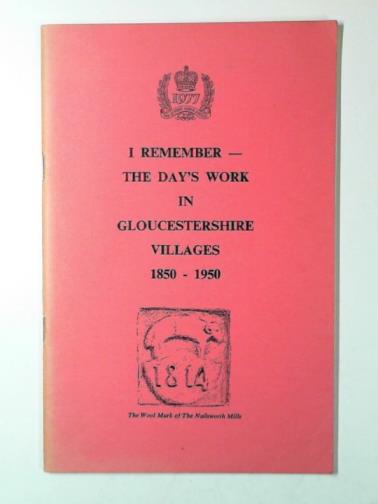 1977
I REMEMBER —
THE DAY'S WORK
IN
GLOUCESTERSHIRE
VILLAGES
1850 - 1950
1814
The Wool Mark of The Nailsworth Mills